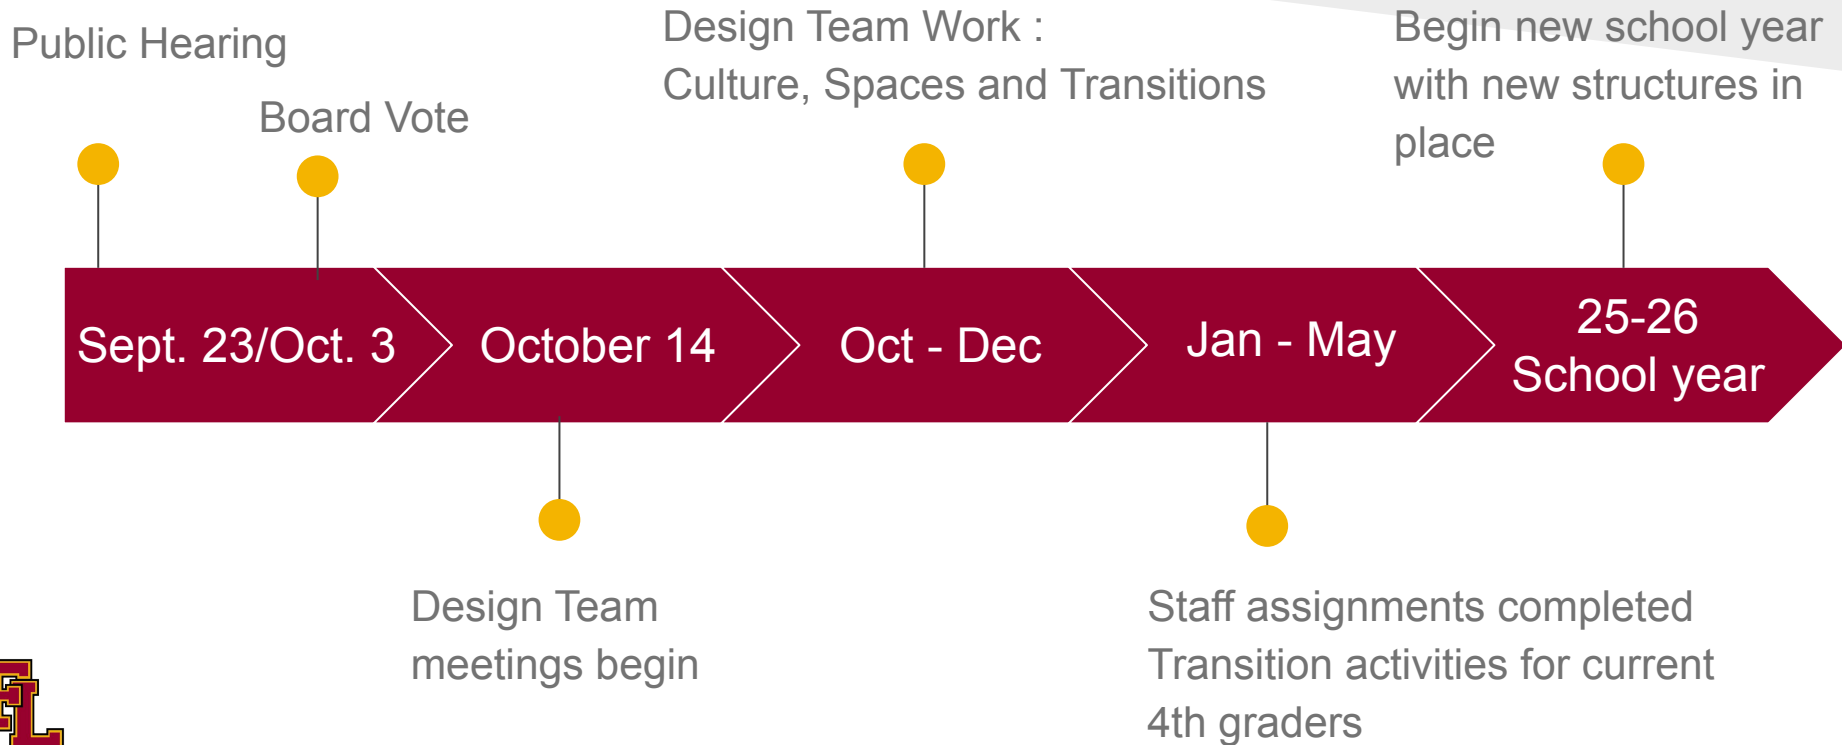 Public Hearing
Board Vote
Design Team Work :
Culture, Spaces and Transitions
Begin new school year
with new structures in
place
Sept. 23/Oct. 3
October 14
Oct - Dec
Jan - May
25-26
School year
Design Team
meetings begin
Staff assignments completed
Transition activities for current
4th graders
FL